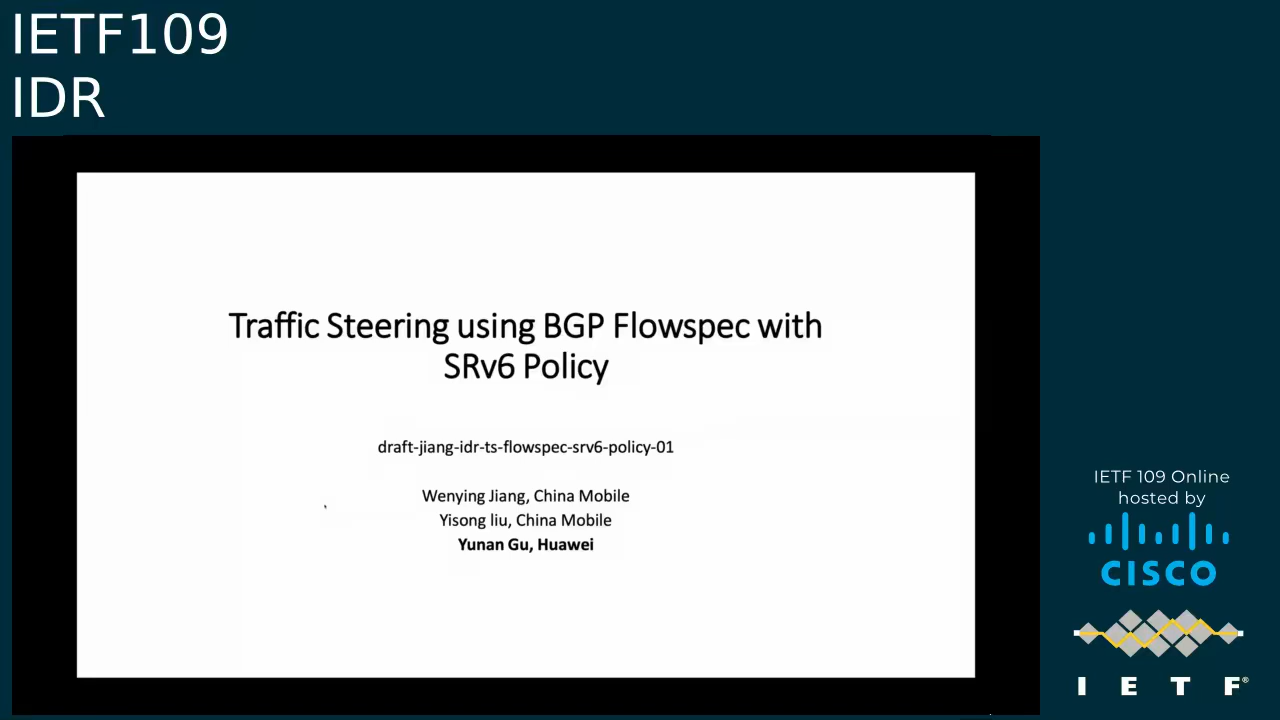 IETF109
IDR
Traffic Steering using BGP Flowspec with
SRv6 Policy
draft-jiang-idr-ts-flowspec-srv6-policy-01
Wenying Jiang, China Mobile
Yisong liu, China Mobile
Yunan Gu, Huawei
IETF 109 Online
hosted by
CISCO
I E T F®